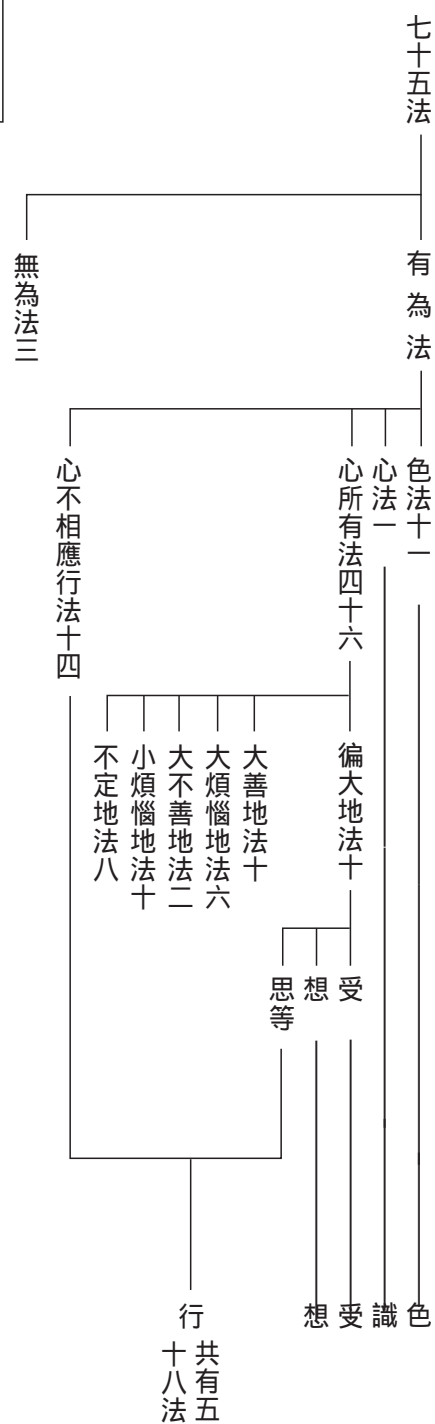 七十五法
有為法
無為法三
色法十一
心法一
心所有法四十六
心不相應行法十四
徧大地法十
大善地法十
大煩惱地法六
大不善地法二
小煩惱地法十
不定地法八
受
想
思等
色
識
受
想
行
共有五
十八法